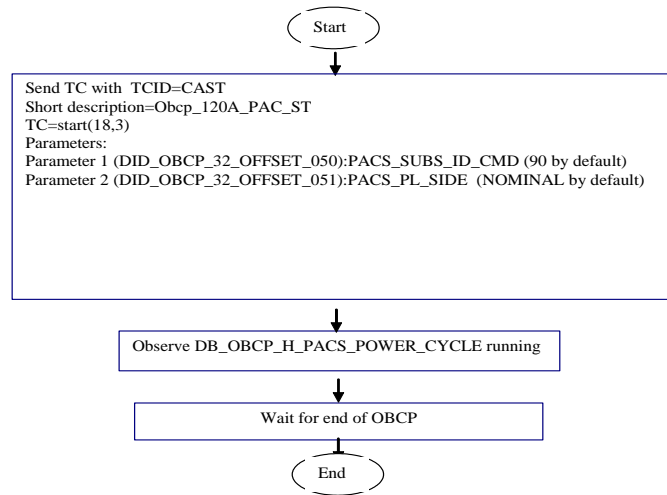 Start
Send TC with TCID=CAST
Short description=Obcp_120A_PAC_ST
TC=start(18,3)
Parameters:
Parameter 1 (DID_OBCP_32_OFFSET_050):PACS_SUBS_ID_CMD (90 by default)
Parameter 2 (DID_OBCP_32_OFFSET_051):PACS_PL_SIDE (NOMINAL by default)
Observe DB_OBCP_H_PACS_POWER_CYCLE running
Wait for end of OBCP
End